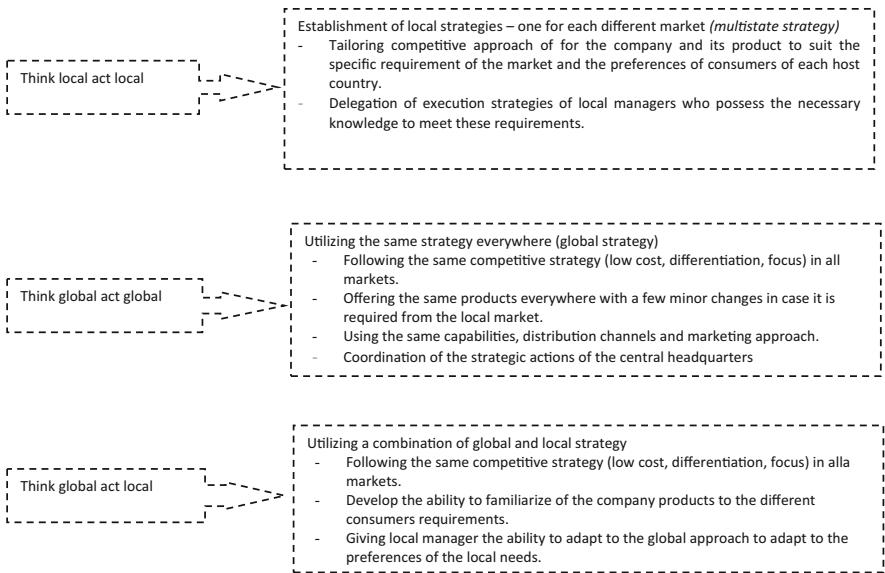 Think local act local
Establishment of local strategies – one for each different market (multistate strategy)
- Tailoring competitive approach of for the company and its product to suit the
specific requirement of the market and the preferences of consumers of each host
country.
- Delegation of execution strategies of local managers who possess the necessary
knowledge to meet these requirements.
Think global act global
Utilizing the same strategy everywhere (global strategy)
- Following the same competitive strategy (low cost, differentiation, focus) in all
markets.
- Offering the same products everywhere with a few minor changes in case it is
required from the local market.
- Using the same capabilities, distribution channels and marketing approach.
- Coordination of the strategic actions of the central headquarters
Think global act local
Utilizing a combination of global and local strategy
- Following the same competitive strategy (low cost, differentiation, focus) in alla
markets.
- Develop the ability to familiarize of the company products to the different
consumers requirements.
- Giving local manager the ability to adapt to the global approach to adapt to the
preferences of the local needs.